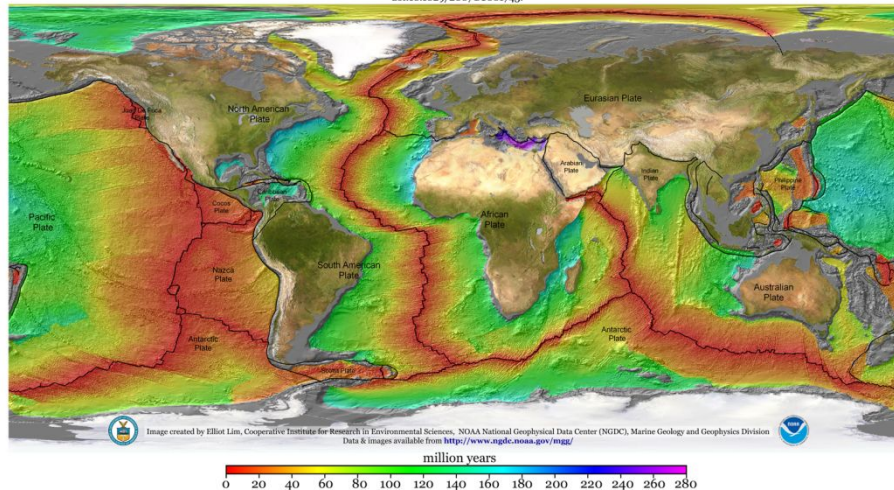 North American
Plate
Eurasian Plate
Arabian
Plate
Indian
Plate
Philippine
Plate
Caribbean
Plate
Cocos
Plate
Pacific
Plate
African
Plate
Nazca
Plate
South American
Plate
Australian
Plate
Antarctic
Plate
Antarctic
Plate
Scotia Plate
Image created by Elliot Lim, Cooperative Institute for Research in Environmental Sciences, NOAA National Geophysical Data Center (NGDC), Marine Geology and Geophysics Division
Data & images available from http://www.ngdc.noaa.gov/mgg/
million years
0 20 40 60 80 100 120 140 160 180 200 220 240 260 280